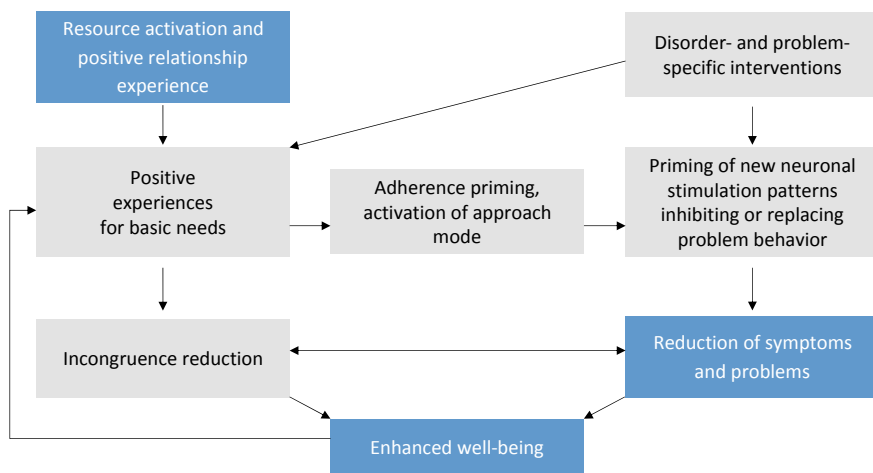 Resource activation and
positive relationship
experience
Disorder- and problem-
specific interventions
Positive
experiences
for basic needs
Adherence priming,
activation of approach
mode
Priming of new neuronal
stimulation patterns
inhibiting or replacing
problem behavior
Incongruence reduction
Reduction of symptoms
and problems
Enhanced well-being